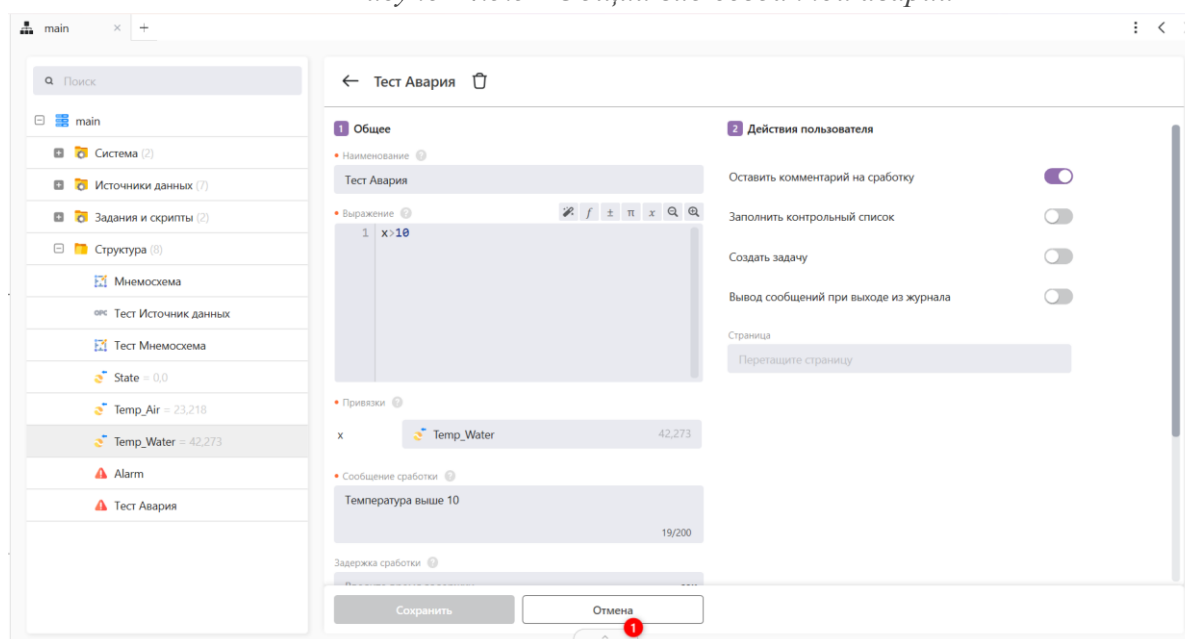 main × +
Поиск
main
Система (2)
Источники данных (7)
Задания и скрипты (2)
Структура (8)
Мнемосхема
OPC Тест Источник данных
Тест Мнемосхема
State = 0,0
Temp_Air = 23,218
Temp_Water = 42,273
Alarm
Тест Авария
Тест Авария
1 Общее
• Наименование ?
Тест Авария
• Выражение ? f ± π x
1 x>10
• Привязки ?
x Temp_Water 42,273
• Сообщение сработки ?
Температура выше 10
19/200
Задержка сработки ?
Сохранить
Отмена
1
2 Действия пользователя
Оставить комментарий на сработку
Заполнить контрольный список
Создать задачу
Вывод сообщений при выходе из журнала
Страница
Перетащите страницу